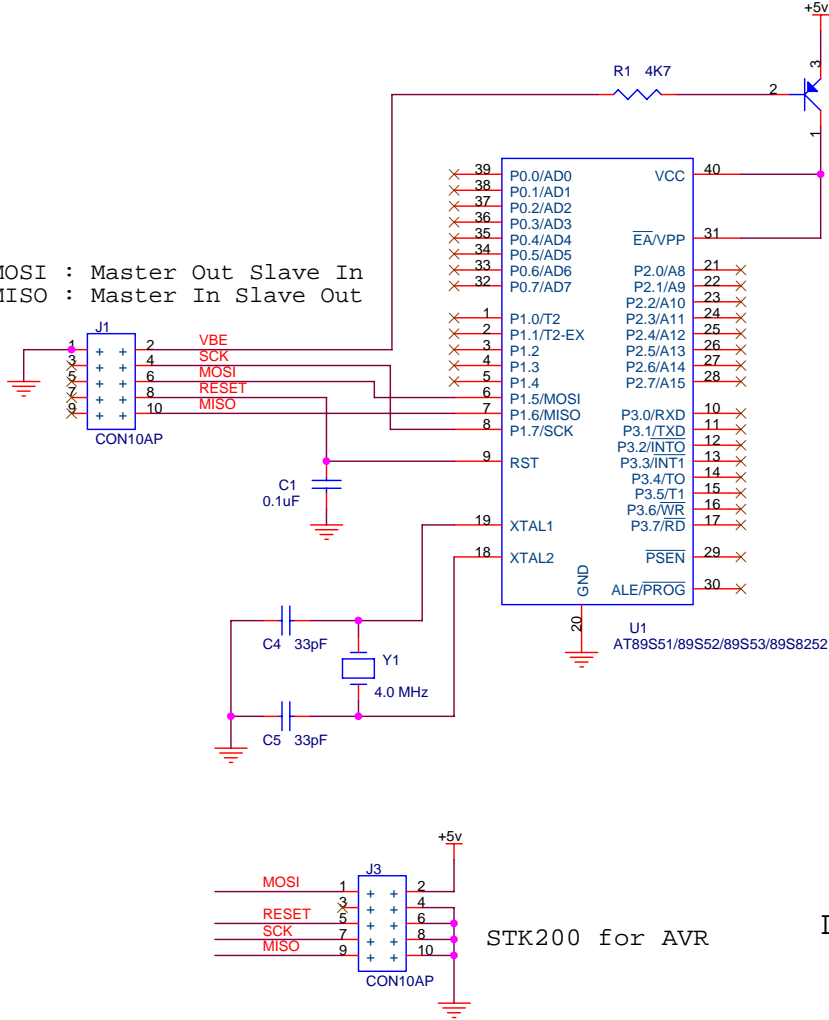 +5v
R1 4K7
3
2
1
39 P0.0/AD0 VCC 40
38 P0.1/AD1
37 P0.2/AD2
36 P0.3/AD3
35 P0.4/AD4 EA/VPP 31
34 P0.5/AD5
33 P0.6/AD6 P2.0/A8 21
32 P0.7/AD7 P2.1/A9 22
P2.2/A10 23
1 P1.0/T2 P2.3/A11 24
2 P1.1/T2-EX P2.4/A12 25
3 P1.2 P2.5/A13 26
4 P1.3 P2.6/A14 27
5 P1.4 P2.7/A15 28
6 P1.5/MOSI
7 P1.6/MISO P3.0/RXD 10
8 P1.7/SCK P3.1/TXD 11
P3.2/INTO 12
9 RST P3.3/INT1 13
P3.4/TO 14
P3.5/T1 15
P3.6/WR 16
19 XTAL1 P3.7/RD 17
18 XTAL2 PSEN 29
GND ALE/PROG 30
20
U1
AT89S51/89S52/89S53/89S8252
MOSI : Master Out Slave In
MISO : Master In Slave Out
J1
1 2 VBE
3 4 SCK
5 6 MOSI
7 8 RESET
9 10 MISO
CON10AP
C1
0.1uF
C4 33pF
Y1
4.0 MHz
C5 33pF
+5v
J3
MOSI 1 2
3 4
RESET 5 6
SCK 7 8
MISO 9 10
CON10AP
STK200 for AVR